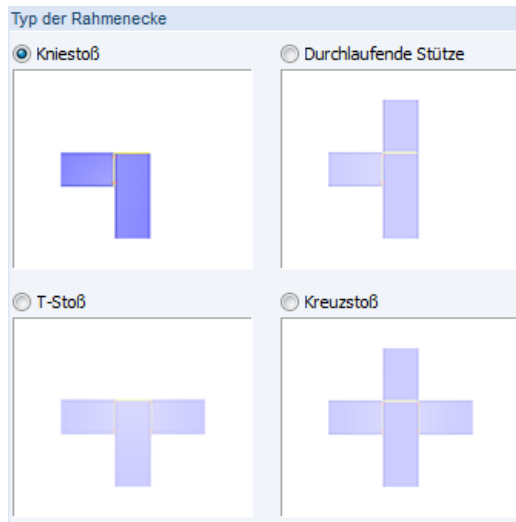 Typ der Rahmenecke
Kniestoß
Durchlaufende Stütze
T-Stoß
Kreuzstoß